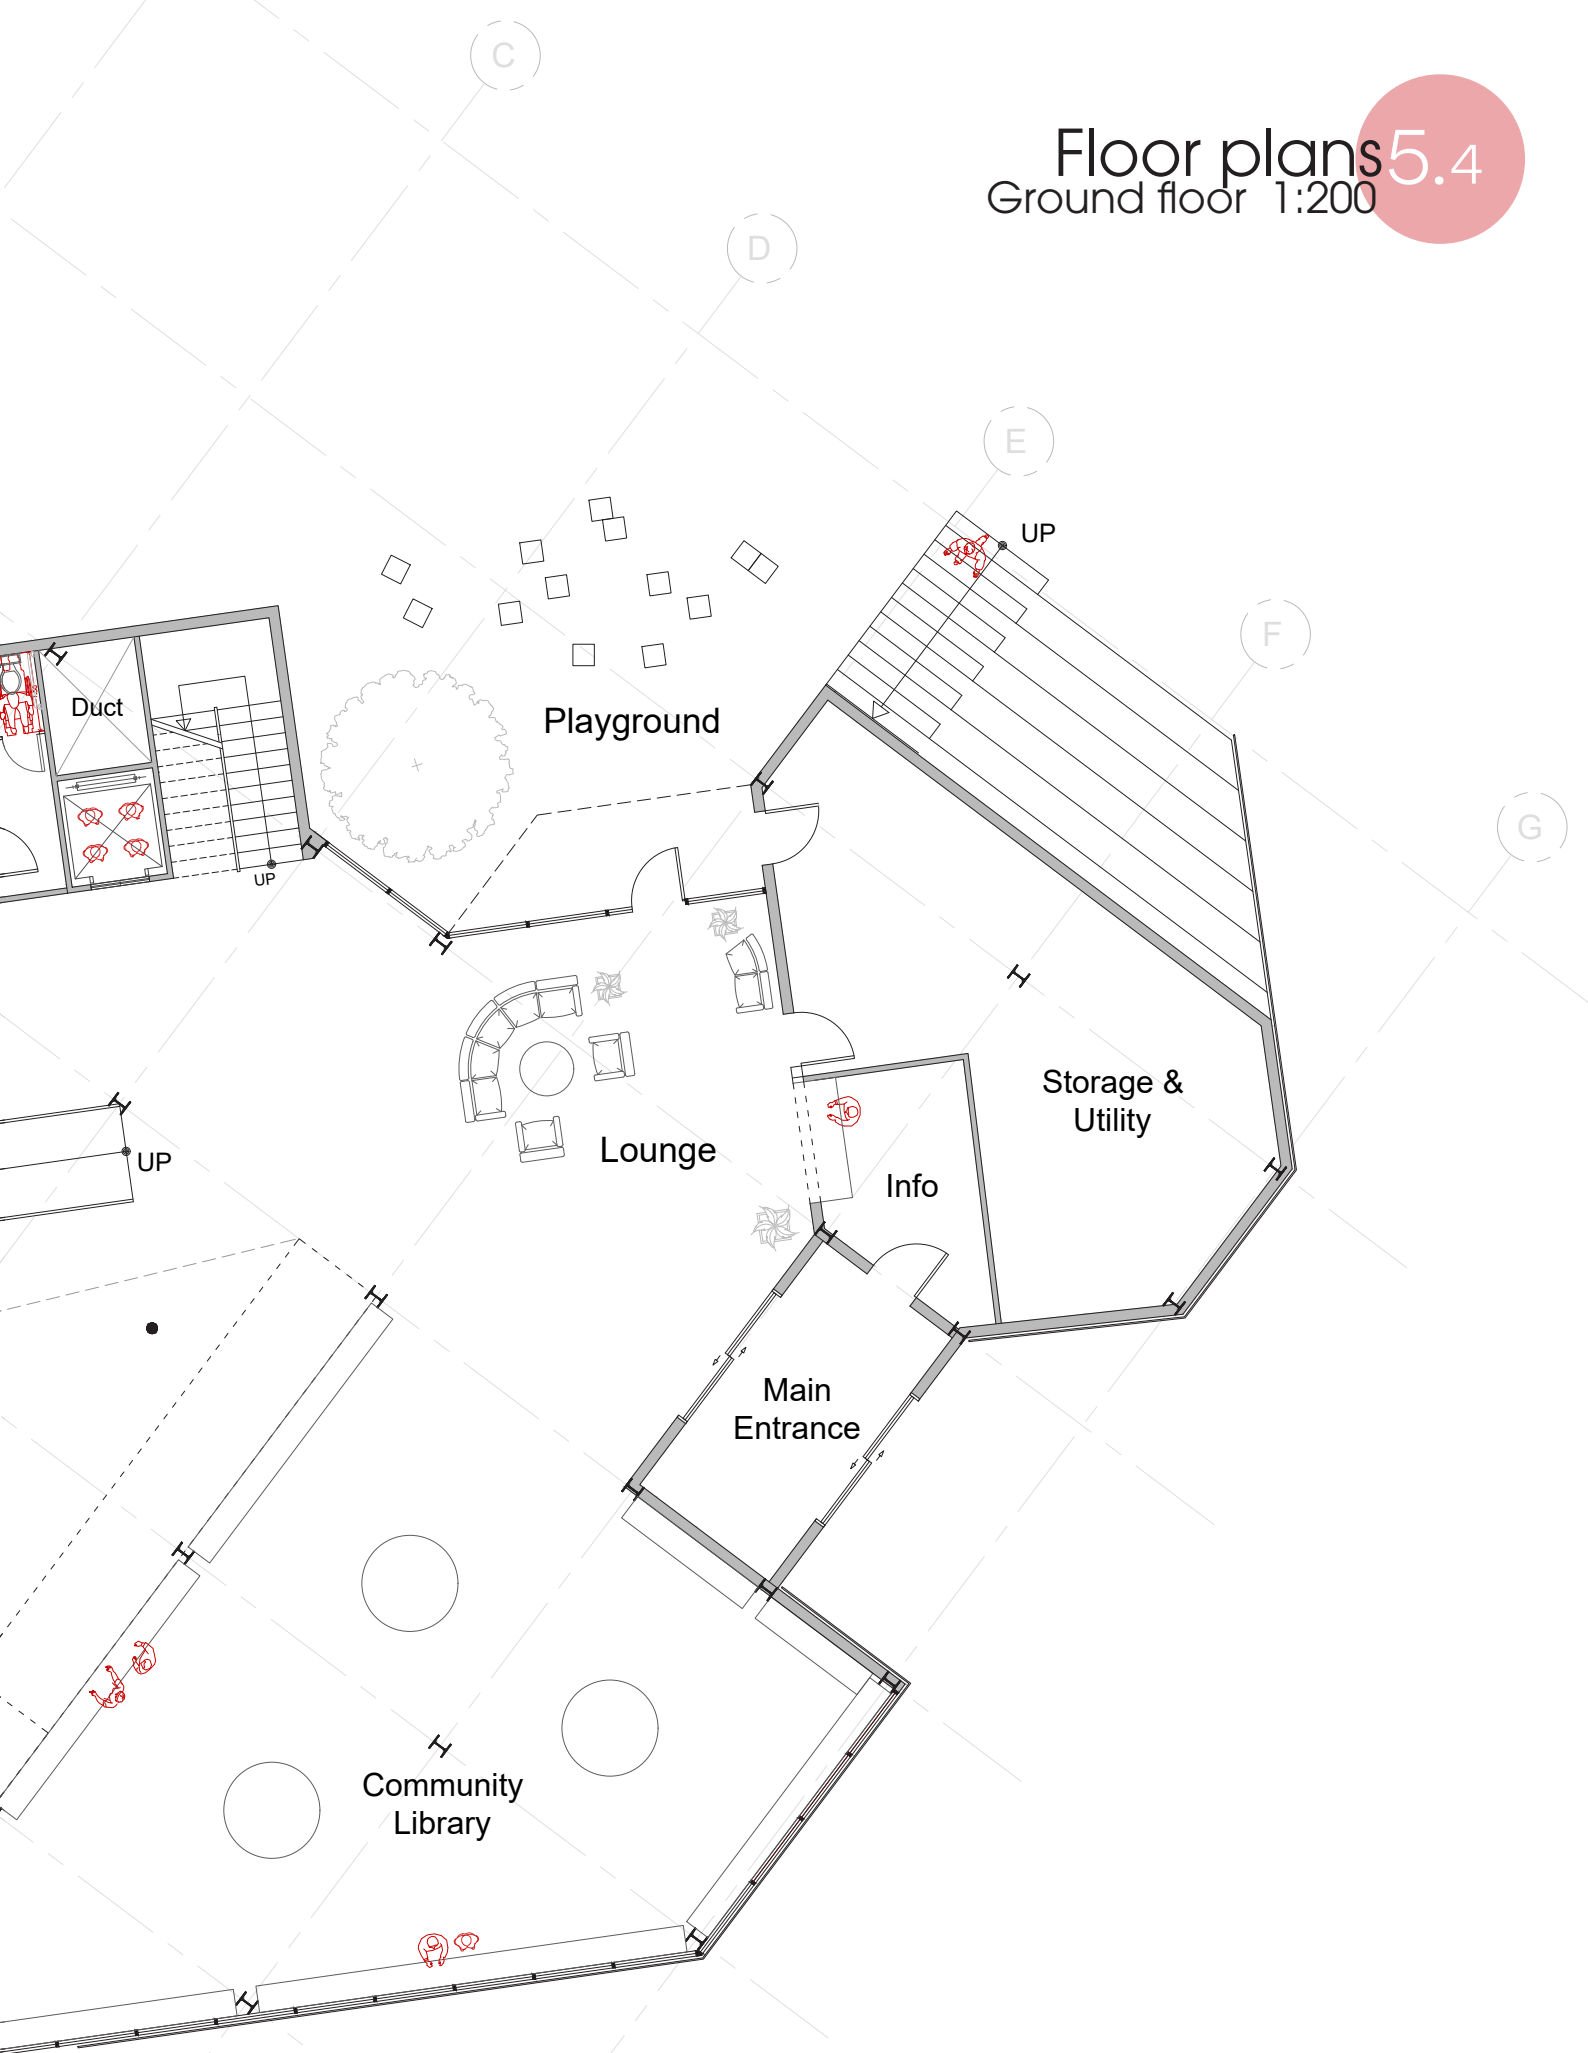 C
Floor plans 5.4
Ground floor 1:200
D
E
UP
F
Duct
Playground
G
UP
Storage &
Utility
UP
Lounge
Info
Main
Entrance
Community
Library